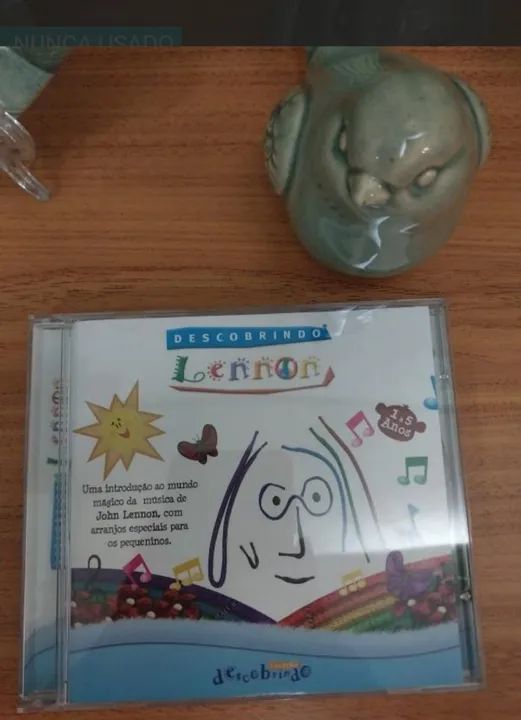 NUNCA USADO
DESCOBRINDO
Lennon
1,5
Anos
Uma introdução ao mundo
mágico da música de
John Lennon, com
arranjos especiais para
os pequeninos.
descobrindo